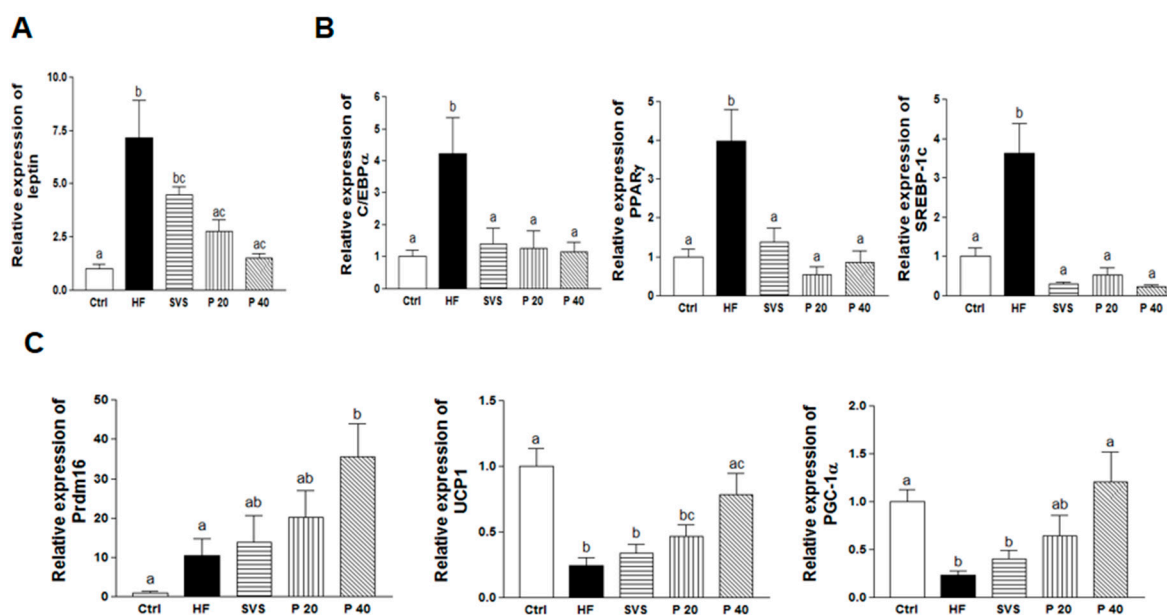 A
B
Relative expression of
leptin
10.0
7.5
5.0
2.5
0.0
a
b
bc
ac
ac
Ctrl HF SVS P 20 P 40
Relative expression of
C/EBPα
6
5
4
3
2
1
0
a
b
a
a
a
Ctrl HF SVS P 20 P 40
Relative expression of
PPARγ
5
4
3
2
1
0
a
b
a
a
a
Ctrl HF SVS P 20 P 40
Relative expression of
SREBP-1c
5
4
3
2
1
0
a
b
a
a
a
Ctrl HF SVS P 20 P 40
C
Relative expression of
Prdm16
50
40
30
20
10
0
a
a
ab
ab
b
Ctrl HF SVS P 20 P 40
Relative expression of
UCP1
1.5
1.0
0.5
0.0
a
b
b
bc
ac
Ctrl HF SVS P 20 P 40
Relative expression of
PGC-1α
2.0
1.5
1.0
0.5
0.0
a
b
b
ab
a
Ctrl HF SVS P 20 P 40